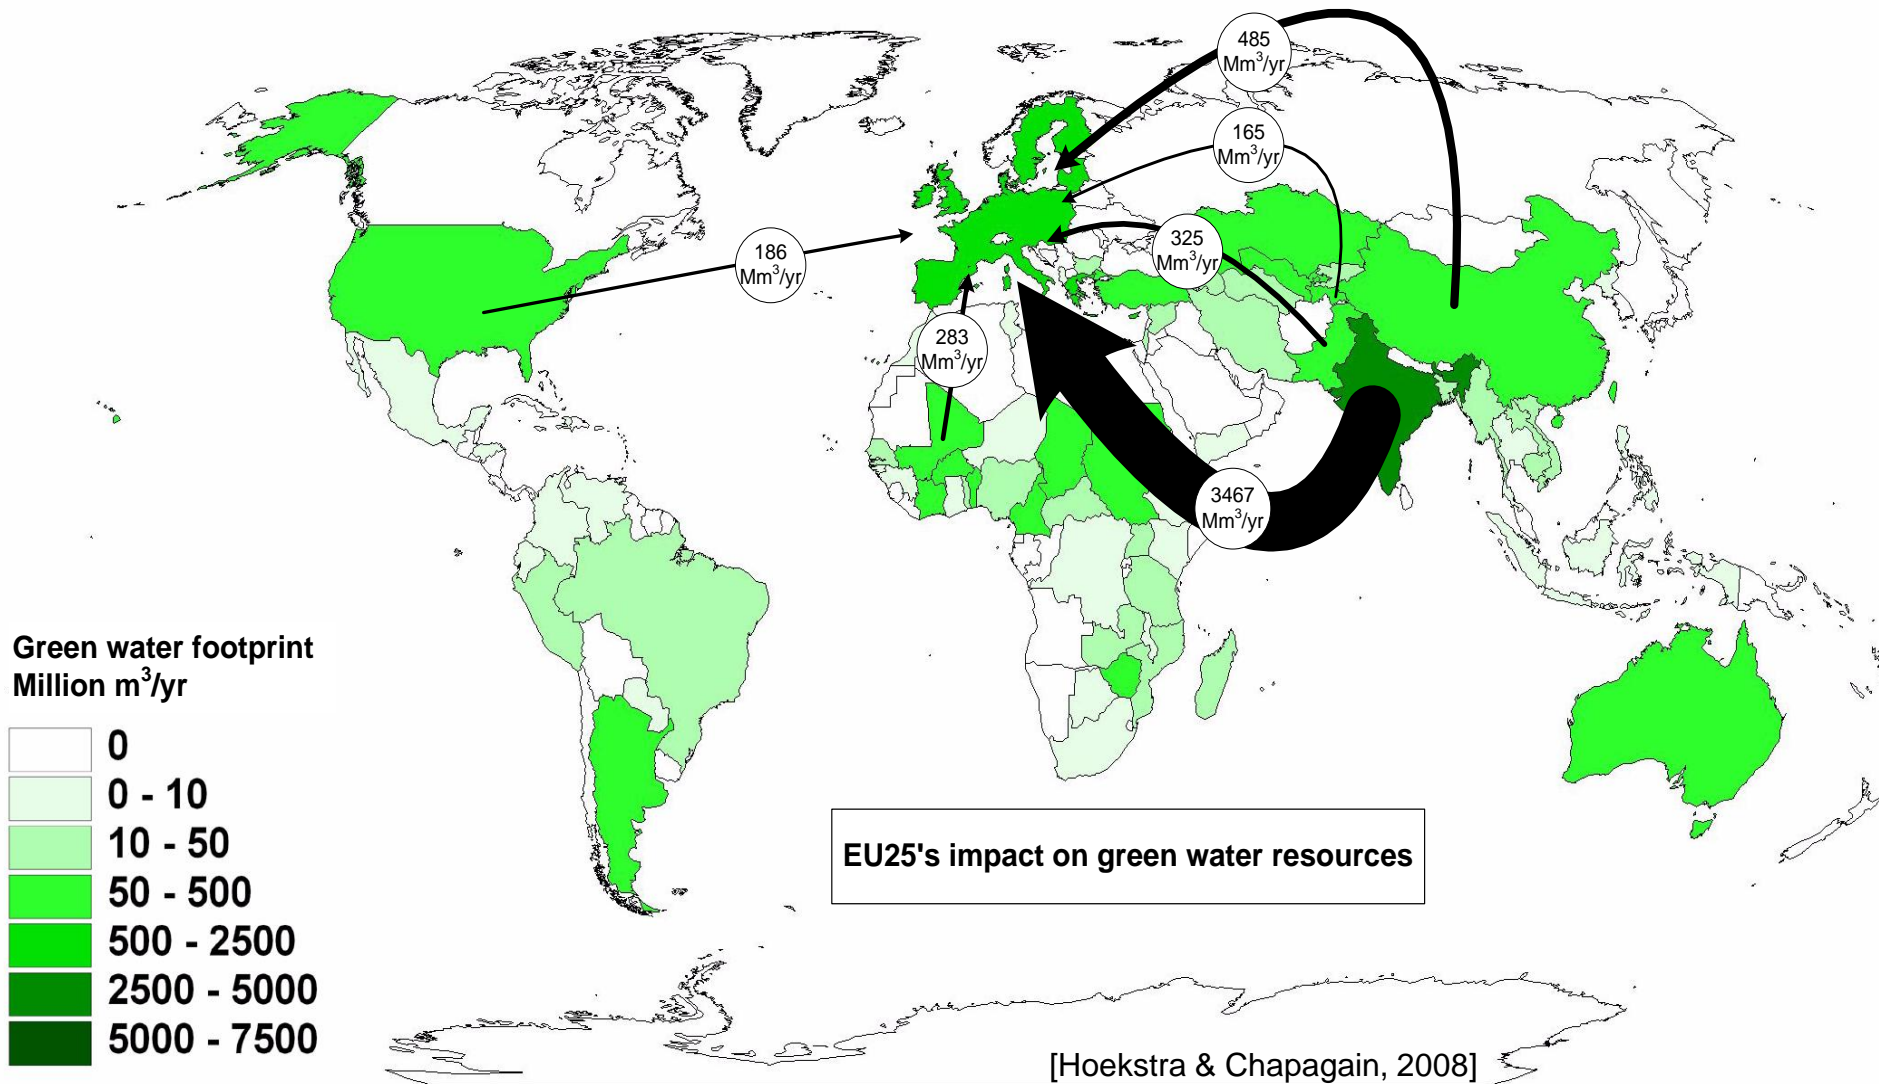 485
Mm³/yr
165
Mm³/yr
325
Mm³/yr
186
Mm³/yr
283
Mm³/yr
3467
Mm³/yr
Green water footprint
Million m³/yr
0
0 - 10
10 - 50
50 - 500
500 - 2500
2500 - 5000
5000 - 7500
EU25's impact on green water resources
[Hoekstra & Chapagain, 2008]